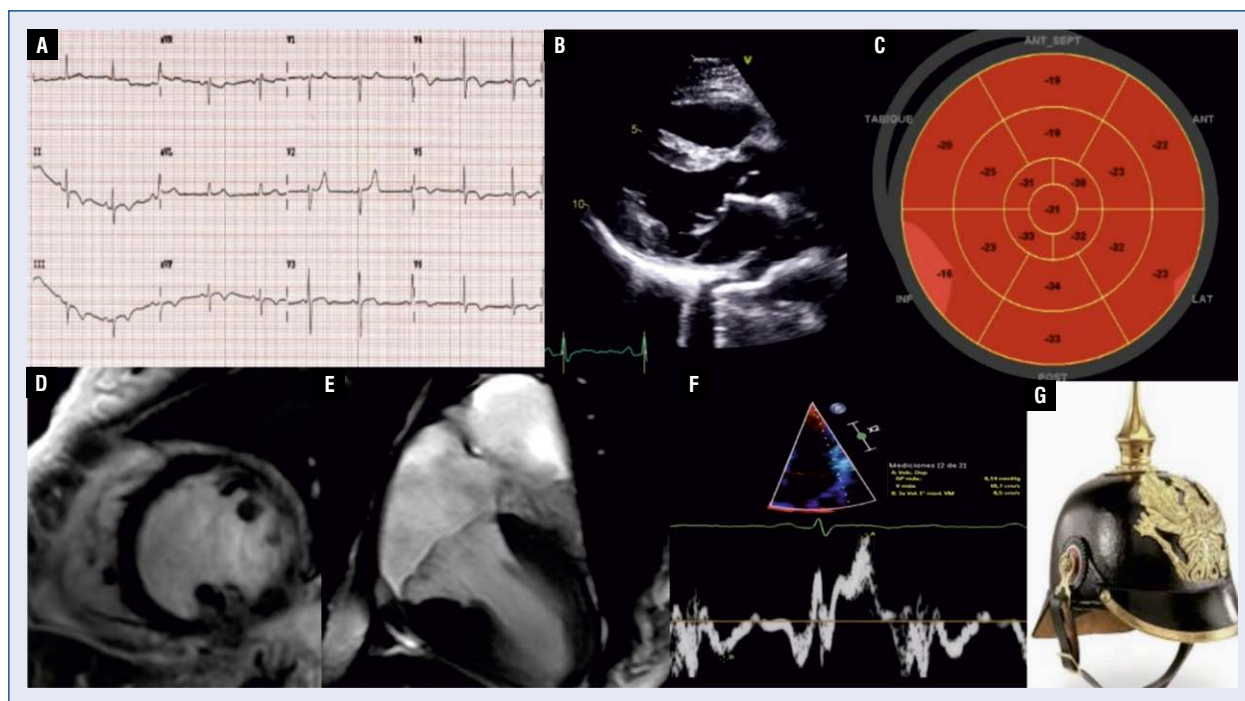 A
aVR
V1
V4
II
aVL
V2
V5
III
aVF
V3
V6
B
V
5
10
C
ANT_SEPT
TABIQUE
ANT
INF
LAT
POST
-19
-22
-23
-33
-16
-19
-23
-32
-34
-23
-25
-31
-30
-32
-33
-31
D
E
F
x2
Mediciones [2 de 2]
G